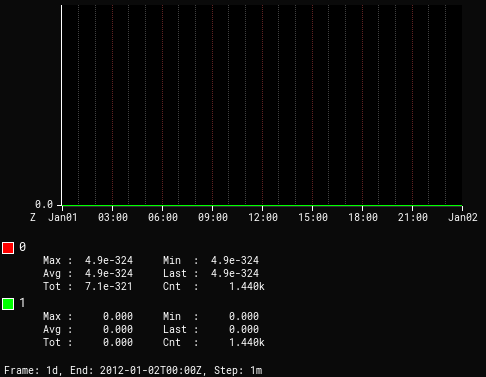 0.0
Z Jan01 03:00 06:00 09:00 12:00 15:00 18:00 21:00 Jan02
0
Max : 4.9e-324 Min : 4.9e-324
Avg : 4.9e-324 Last : 4.9e-324
Tot : 7.1e-321 Cnt : 1.440k
1
Max : 0.000 Min : 0.000
Avg : 0.000 Last : 0.000
Tot : 0.000 Cnt : 1.440k
Frame: 1d, End: 2012-01-02T00:00Z, Step: 1m